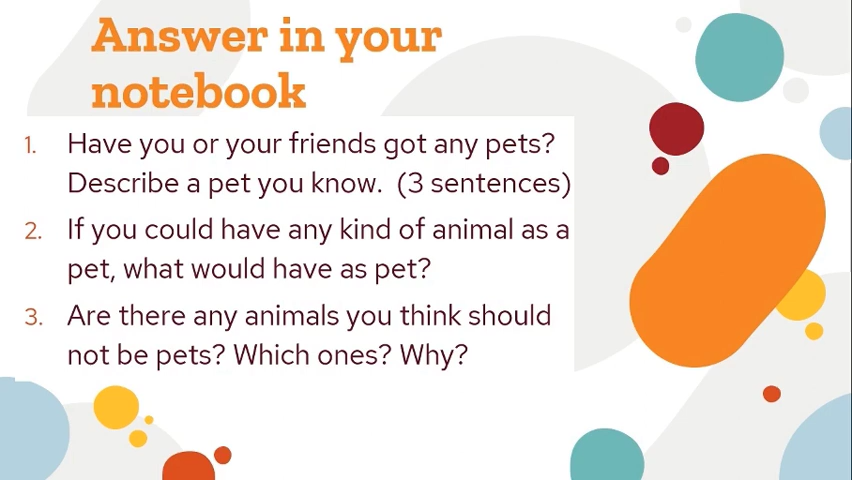 Answer in your
notebook
1. Have you or your friends got any pets?
Describe a pet you know.  (3 sentences)
2. If you could have any kind of animal as a
pet, what would have as pet?
3. Are there any animals you think should
not be pets? Which ones? Why?